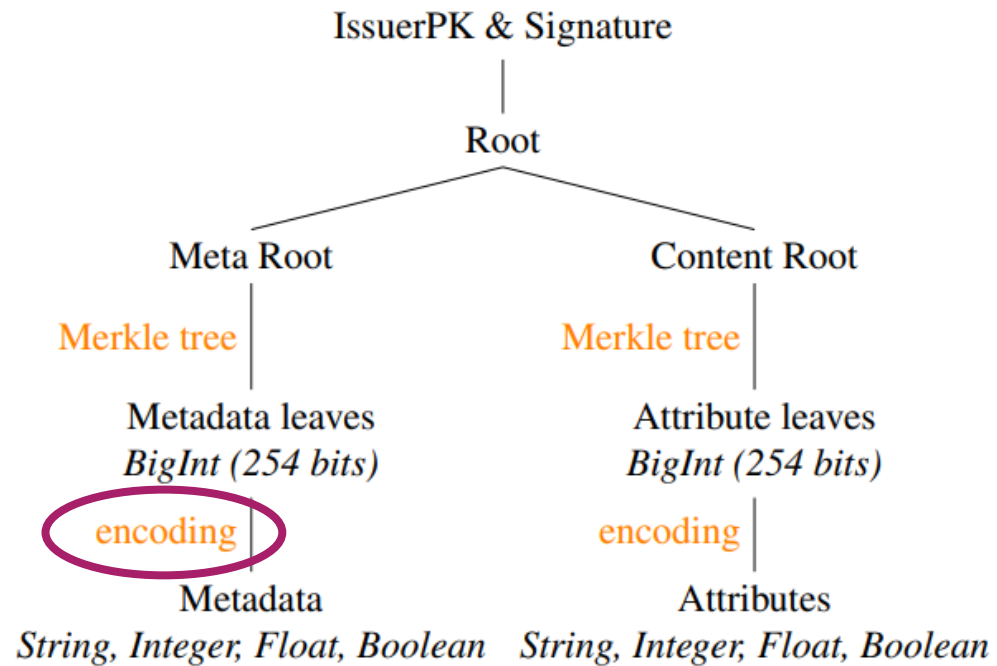 IssuerPK & Signature
Root
Meta Root
Content Root
Merkle tree
Merkle tree
Metadata leaves
BigInt (254 bits)
Attribute leaves
BigInt (254 bits)
encoding
encoding
Metadata
String, Integer, Float, Boolean
Attributes
String, Integer, Float, Boolean